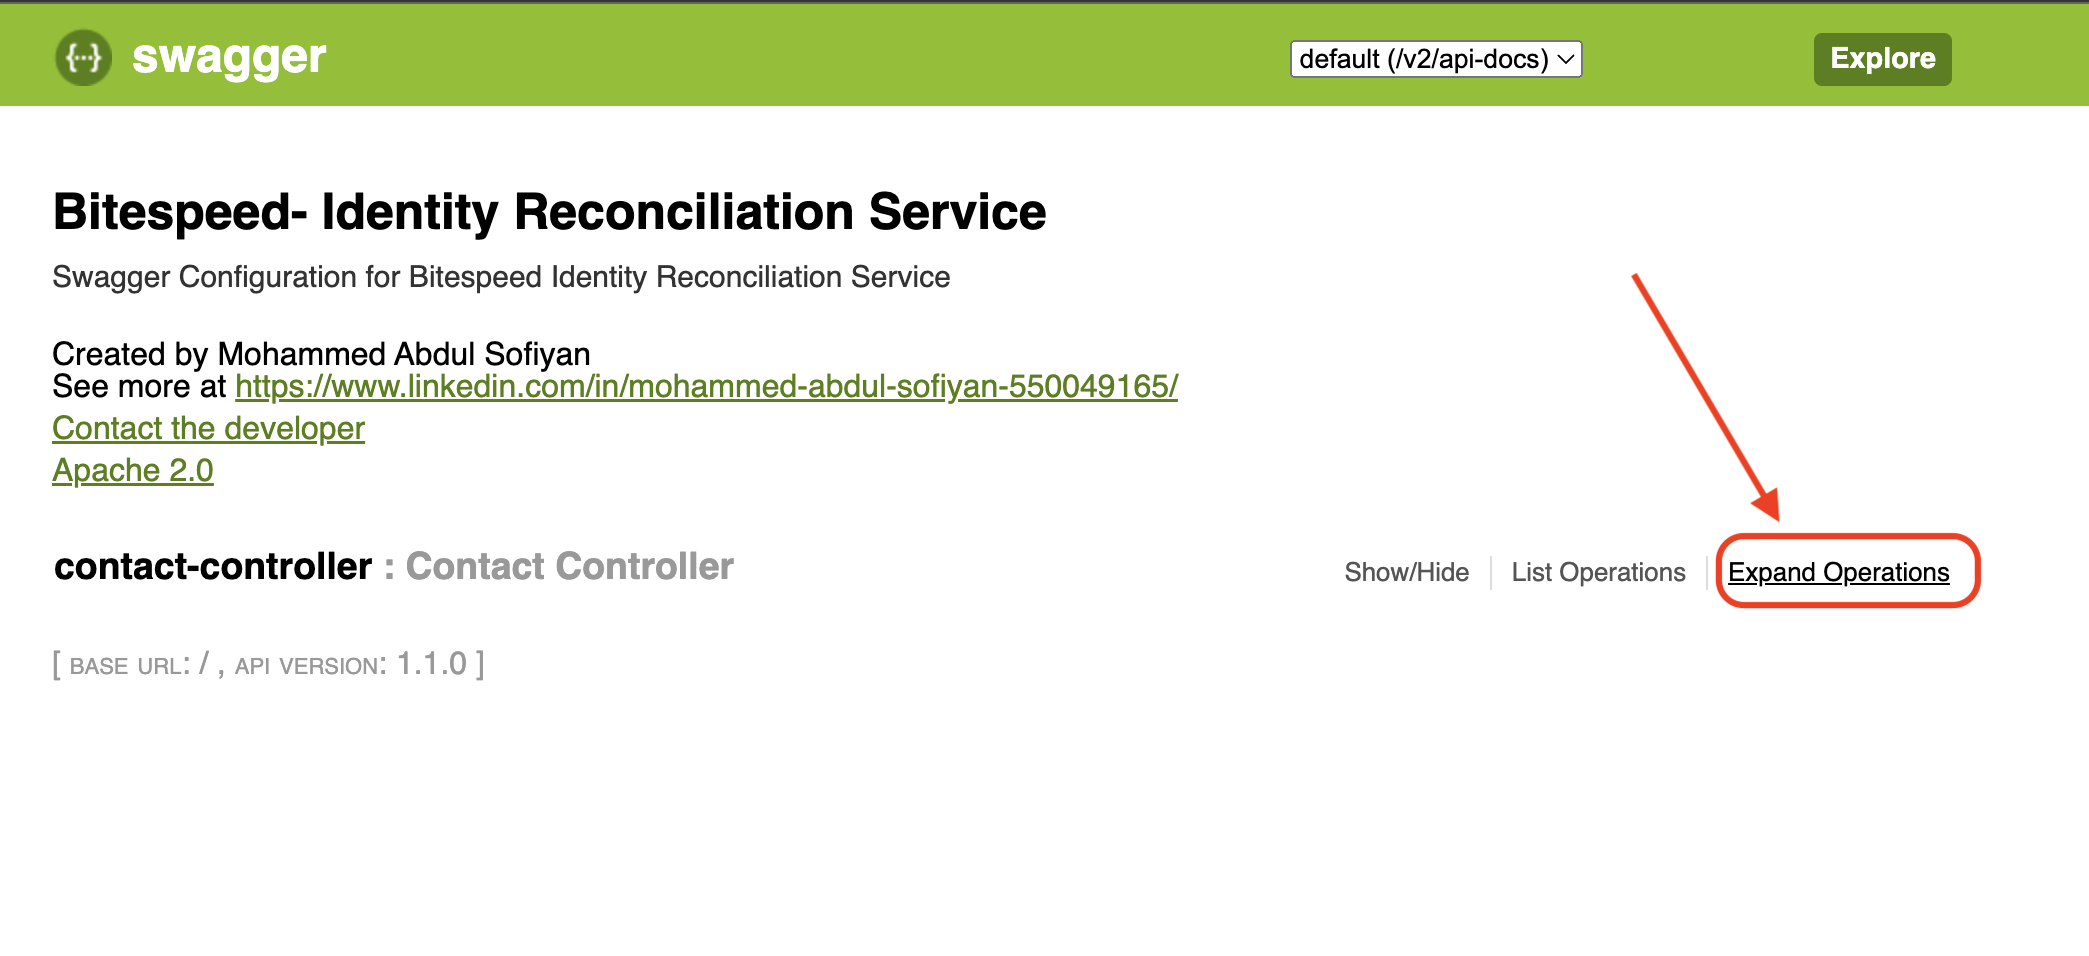 {···} swagger default (/v2/api-docs) Explore
Bitespeed- Identity Reconciliation Service
Swagger Configuration for Bitespeed Identity Reconciliation Service
Created by Mohammed Abdul Sofiyan
See more at https://www.linkedin.com/in/mohammed-abdul-sofiyan-550049165/
Contact the developer
Apache 2.0
contact-controller : Contact Controller Show/Hide List Operations Expand Operations
[ BASE URL: / , API VERSION: 1.1.0 ]